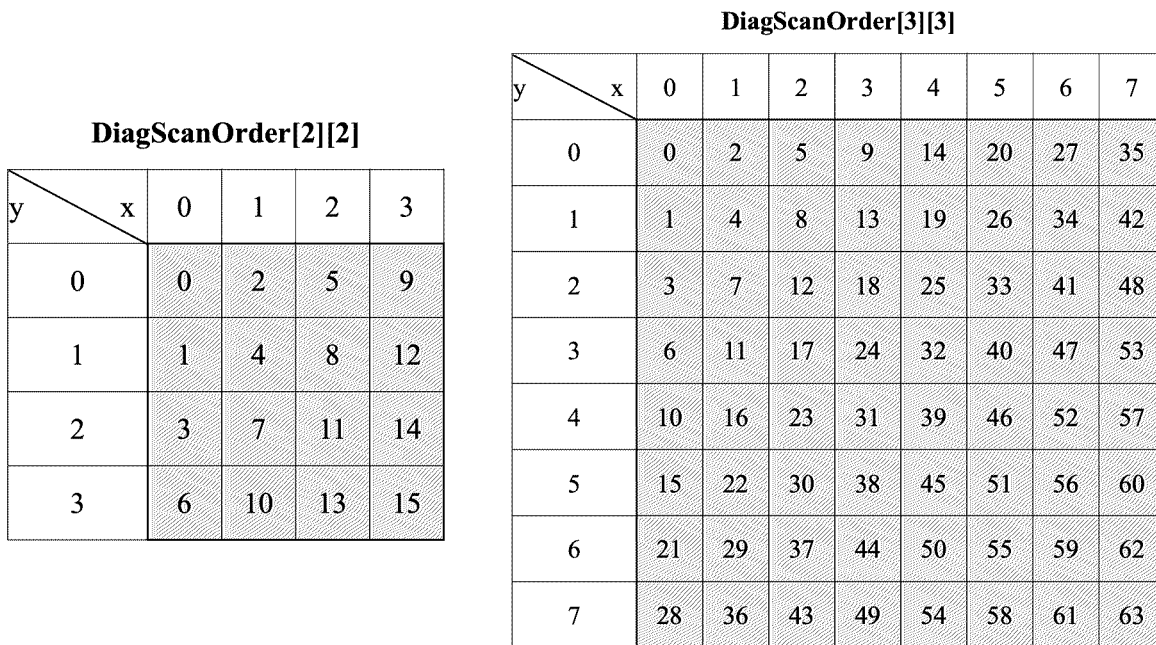 DiagScanOrder[2][2]
y x 0 1 2 3
0 0 2 5 9
1 1 4 8 12
2 3 7 11 14
3 6 10 13 15
DiagScanOrder[3][3]
y x 0 1 2 3 4 5 6 7
0 0 2 5 9 14 20 27 35
1 1 4 8 13 19 26 34 42
2 3 7 12 18 25 33 41 48
3 6 11 17 24 32 40 47 53
4 10 16 23 31 39 46 52 57
5 15 22 30 38 45 51 56 60
6 21 29 37 44 50 55 59 62
7 28 36 43 49 54 58 61 63